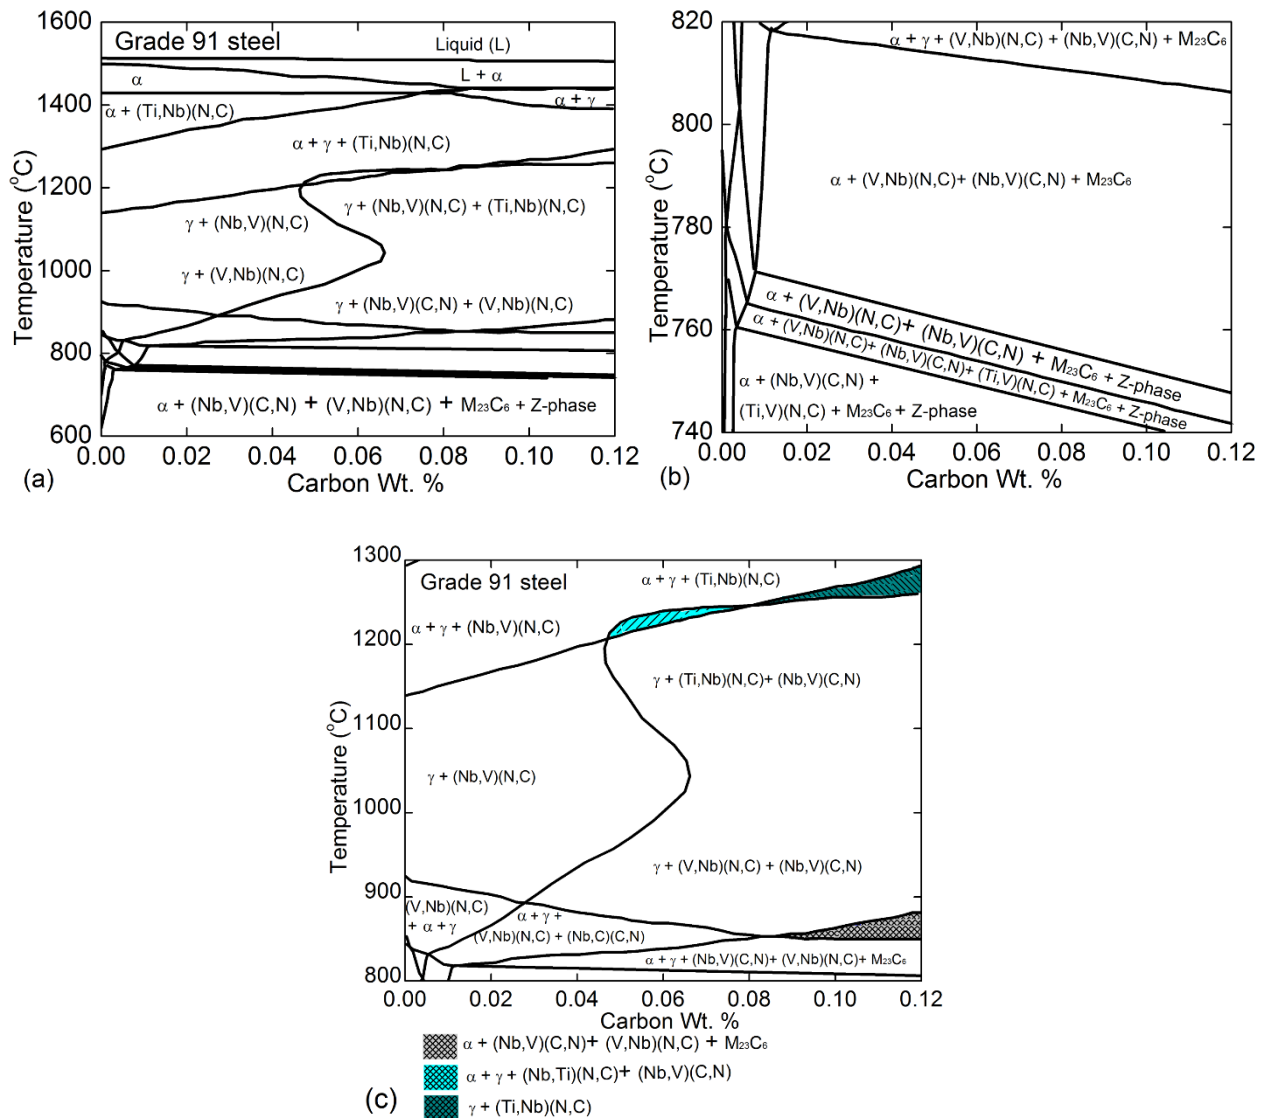 Grade 91 steel
Liquid (L)
α
L + α
α + γ
α + (Ti,Nb)(N,C)
α + γ + (Ti,Nb)(N,C)
γ + (Nb,V)(N,C) + (Ti,Nb)(N,C)
γ + (Nb,V)(N,C)
γ + (V,Nb)(N,C)
γ + (Nb,V)(C,N) + (V,Nb)(N,C)
α + (Nb,V)(C,N) + (V,Nb)(N,C) + M23C6 + Z-phase
1600
1400
1200
1000
800
600
Temperature (oC)
0.00 0.02 0.04 0.06 0.08 0.10 0.12
Carbon Wt. %
(a)
820
800
780
760
740
Temperature (oC)
α + γ + (V,Nb)(N,C) + (Nb,V)(C,N) + M23C6
α + (V,Nb)(N,C)+ (Nb,V)(C,N) + M23C6
α + (V,Nb)(N,C)+ (Nb,V)(C,N) + M23C6 + Z-phase
α + (V,Nb)(N,C)+ (Nb,V)(C,N)+ (Ti,V)(N,C) + M23C6 + Z-phase
α + (Nb,V)(C,N) +
(Ti,V)(N,C) + M23C6 + Z-phase
0.00 0.02 0.04 0.06 0.08 0.10 0.12
Carbon Wt. %
(b)
1300
1200
1100
1000
900
800
Temperature (oC)
Grade 91 steel
α + γ + (Ti,Nb)(N,C)
α + γ + (Nb,V)(N,C)
γ + (Ti,Nb)(N,C)+ (Nb,V)(C,N)
γ + (Nb,V)(N,C)
γ + (V,Nb)(N,C) + (Nb,V)(C,N)
(V,Nb)(N,C)
+ α + γ
α + γ +
(V,Nb)(N,C) + (Nb,C)(C,N)
α + γ + (Nb,V)(C,N)+ (V,Nb)(N,C)+ M23C6
0.00 0.02 0.04 0.06 0.08 0.10 0.12
Carbon Wt. %
α + (Nb,V)(C,N)+ (V,Nb)(N,C) + M23C6
α + γ + (Nb,Ti)(N,C)+ (Nb,V)(C,N)
γ + (Ti,Nb)(N,C)
(c)